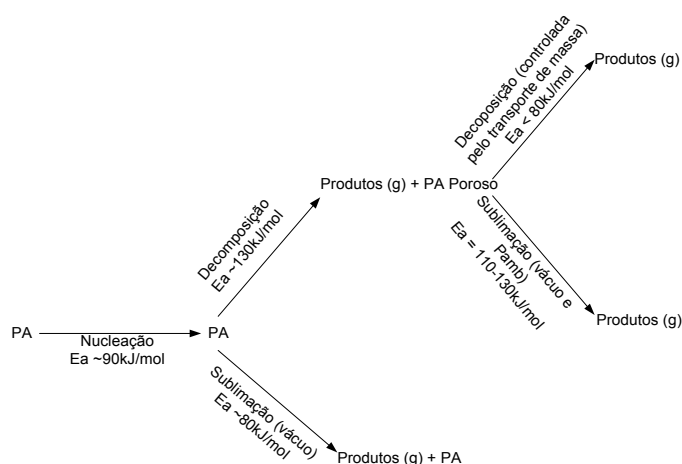 Decoposição (controlada
pelo transporte de massa)
Ea < 80kJ/mol
Produtos (g)
Produtos (g) + PA Poroso
Sublimação (vácuo e
Pamb)
Ea = 110-130kJ/mol
Produtos (g)
Decomposição
Ea ~130kJ/mol
PA
Nucleação
Ea ~90kJ/mol
PA
Sublimação (vácuo)
Ea ~80kJ/mol
Produtos (g) + PA